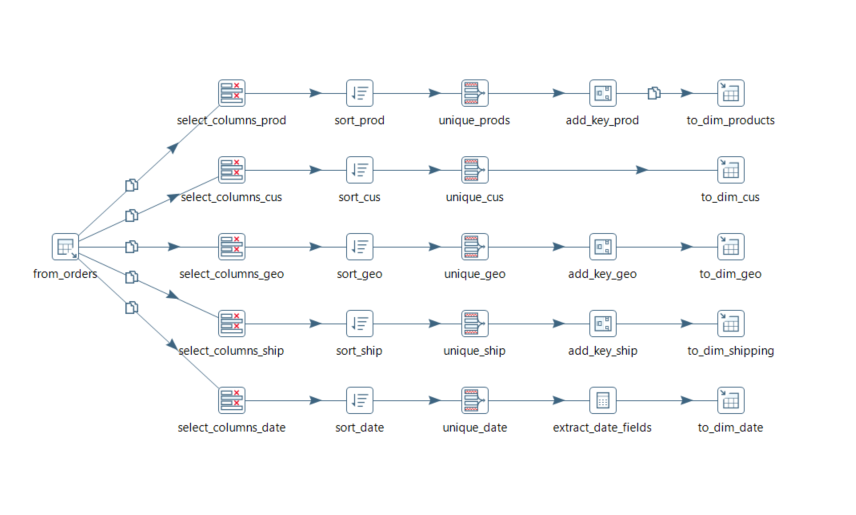 select_columns_prod
sort_prod
unique_prods
add_key_prod
to_dim_products
select_columns_cus
sort_cus
unique_cus
to_dim_cus
from_orders
select_columns_geo
sort_geo
unique_geo
add_key_geo
to_dim_geo
select_columns_ship
sort_ship
unique_ship
add_key_ship
to_dim_shipping
select_columns_date
sort_date
unique_date
extract_date_fields
to_dim_date